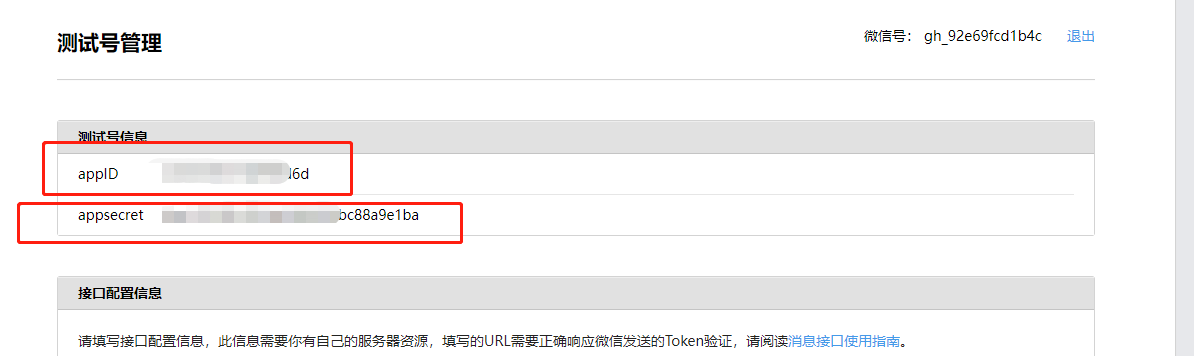 测试号管理
微信号： gh_92e69fcd1b4c 退出
测试号信息
appID d6d
appsecret bc88a9e1ba
接口配置信息
请填写接口配置信息，此信息需要你有自己的服务器资源，填写的URL需要正确响应微信发送的Token验证，请阅读消息接口使用指南。